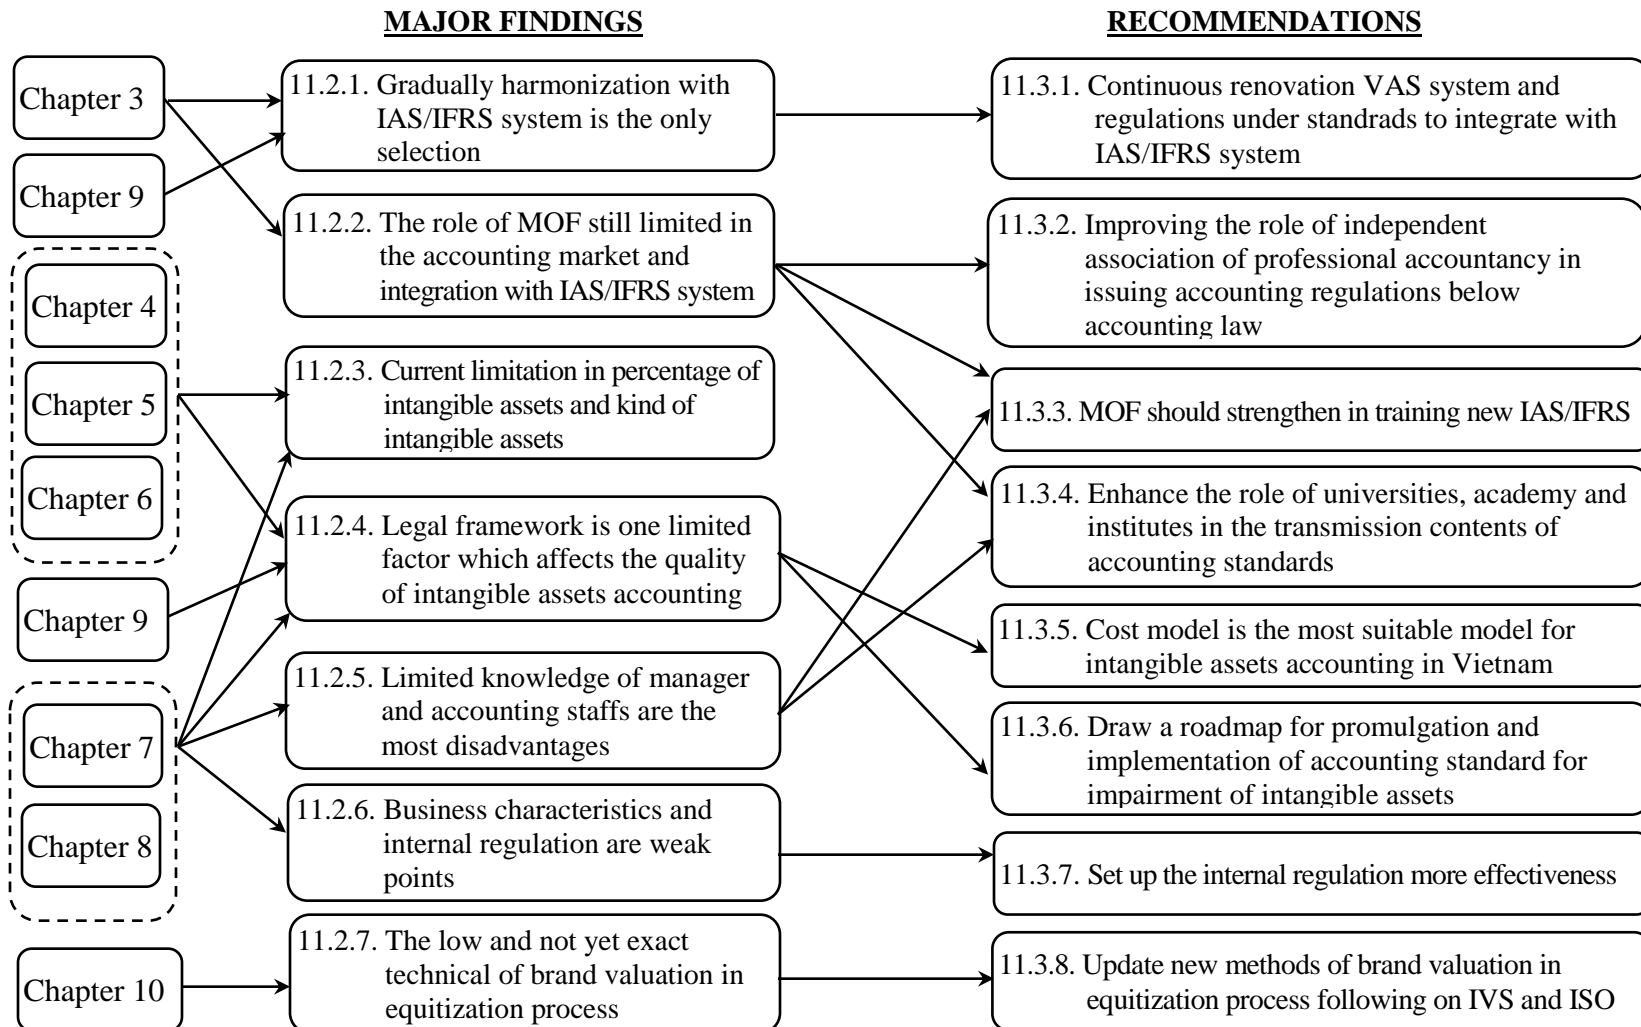 MAJOR FINDINGS
RECOMMENDATIONS
Chapter 3
Chapter 9
Chapter 4
Chapter 5
Chapter 6
Chapter 9
Chapter 7
Chapter 8
Chapter 10
11.2.1. Gradually harmonization with
IAS/IFRS system is the only
selection
11.2.2. The role of MOF still limited in
the accounting market and
integration with IAS/IFRS system
11.2.3. Current limitation in percentage of
intangible assets and kind of
intangible assets
11.2.4. Legal framework is one limited
factor which affects the quality
of intangible assets accounting
11.2.5. Limited knowledge of manager
and accounting staffs are the
most disadvantages
11.2.6. Business characteristics and
internal regulation are weak
points
11.2.7. The low and not yet exact
technical of brand valuation in
equitization process
11.3.1. Continuous renovation VAS system and
regulations under standrads to integrate with
IAS/IFRS system
11.3.2. Improving the role of independent
association of professional accountancy in
issuing accounting regulations below
accounting law
11.3.3. MOF should strengthen in training new IAS/IFRS
11.3.4. Enhance the role of universities, academy and
institutes in the transmission contents of
accounting standards
11.3.5. Cost model is the most suitable model for
intangible assets accounting in Vietnam
11.3.6. Draw a roadmap for promulgation and
implementation of accounting standard for
impairment of intangible assets
11.3.7. Set up the internal regulation more effectiveness
11.3.8. Update new methods of brand valuation in
equitization process following on IVS and ISO